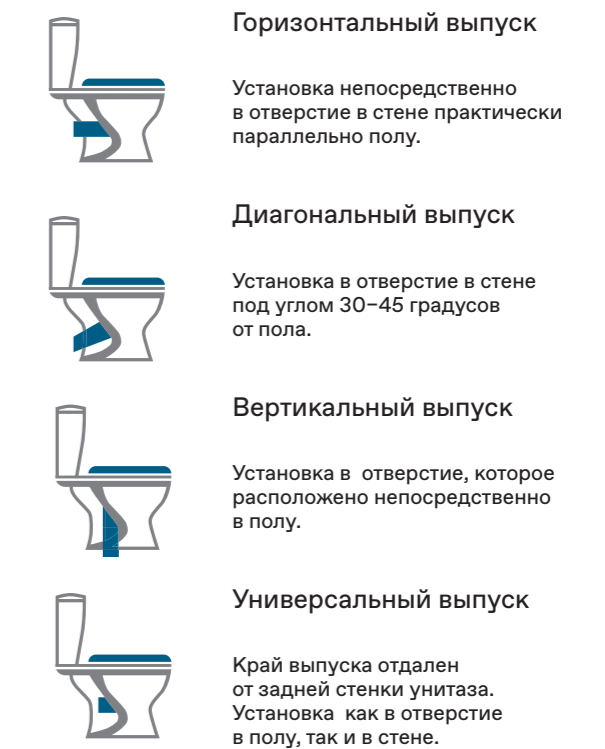 Горизонтальный выпуск
Установка непосредственно
в отверстие в стене практически
параллельно полу.
Диагональный выпуск
Установка в отверстие в стене
под углом 30–45 градусов
от пола.
Вертикальный выпуск
Установка в  отверстие, которое
расположено непосредственно
в полу.
Универсальный выпуск
Край выпуска отдален
от задней стенки унитаза.
Установка  как в отверстие
в полу, так и в стене.